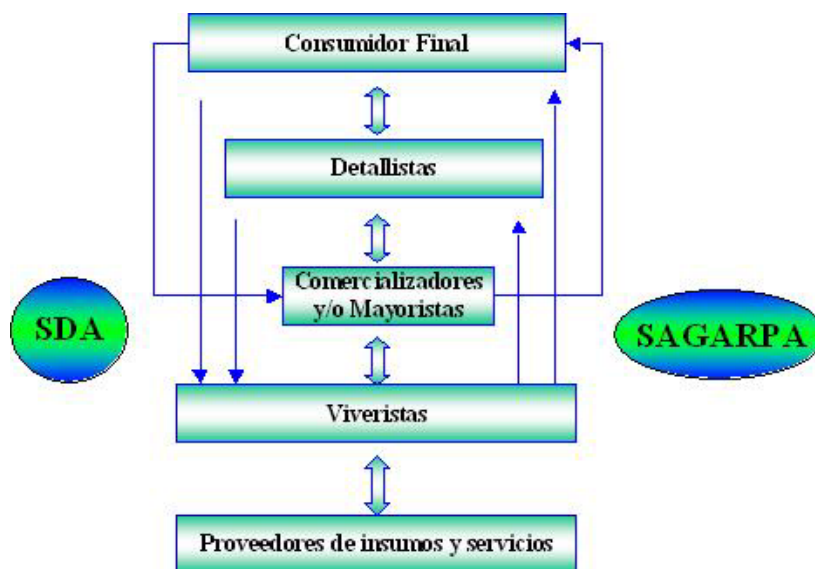 Consumidor Final
Detallistas
Comercializadores
y/o Mayoristas
SDA
SAGARPA
Viveristas
Proveedores de insumos y servicios